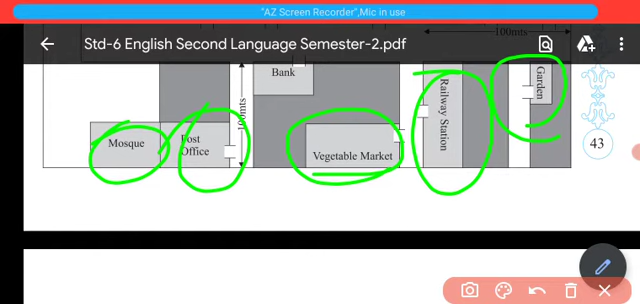 "AZ Screen Recorder",Mic in use
100mts
Std-6 English Second Language Semester-2.pdf
Bank
100mts
Railway Station
Garden
Mosque
Post
Office
Vegetable Market
43